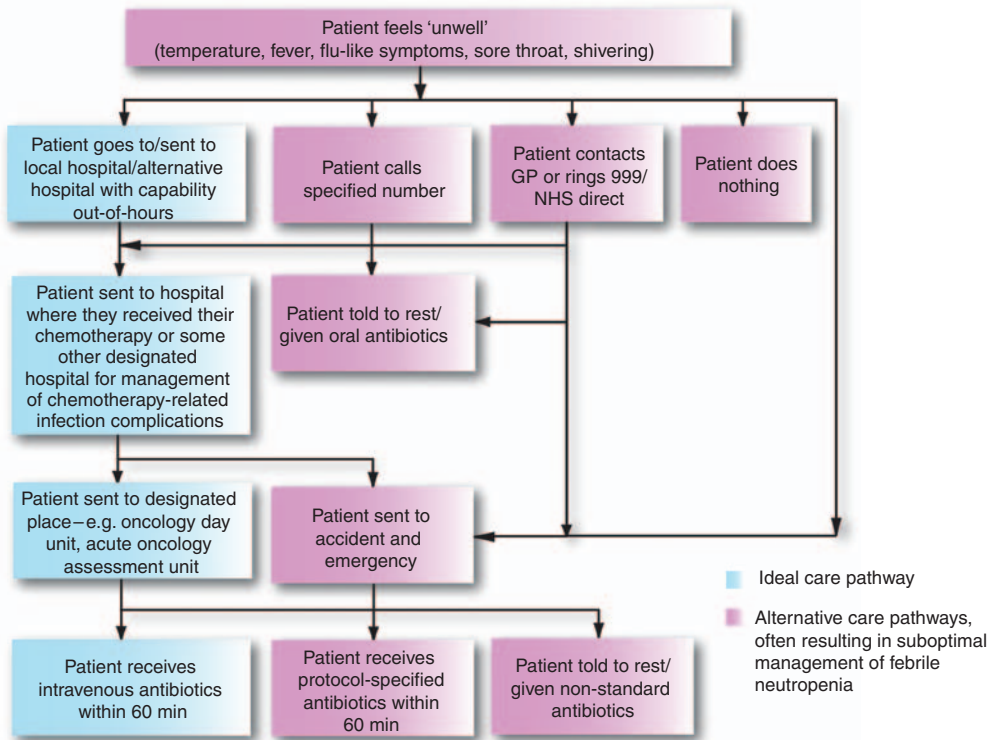 Patient feels ‘unwell’
(temperature, fever, flu-like symptoms, sore throat, shivering)
Patient goes to/sent to
local hospital/alternative
hospital with capability
out-of-hours
Patient calls
specified number
Patient contacts
GP or rings 999/
NHS direct
Patient does
nothing
Patient sent to hospital
where they received their
chemotherapy or some
other designated
hospital for management
of chemotherapy-related
infection complications
Patient told to rest/
given oral antibiotics
Patient sent to designated
place–e.g. oncology day
unit, acute oncology
assessment unit
Patient sent to
accident and
emergency
Ideal care pathway
Alternative care pathways,
often resulting in suboptimal
management of febrile
neutropenia
Patient receives
intravenous antibiotics
within 60 min
Patient receives
protocol-specified
antibiotics within
60 min
Patient told to rest/
given non-standard
antibiotics